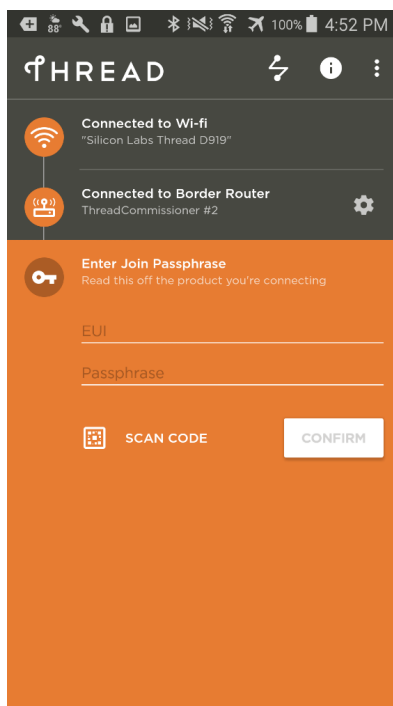 88°
100% 4:52 PM
THREAD
Connected to Wi-fi
"Silicon Labs Thread D919"
Connected to Border Router
ThreadCommissioner #2
Enter Join Passphrase
Read this off the product you're connecting
EUI
Passphrase
SCAN CODE
CONFIRM